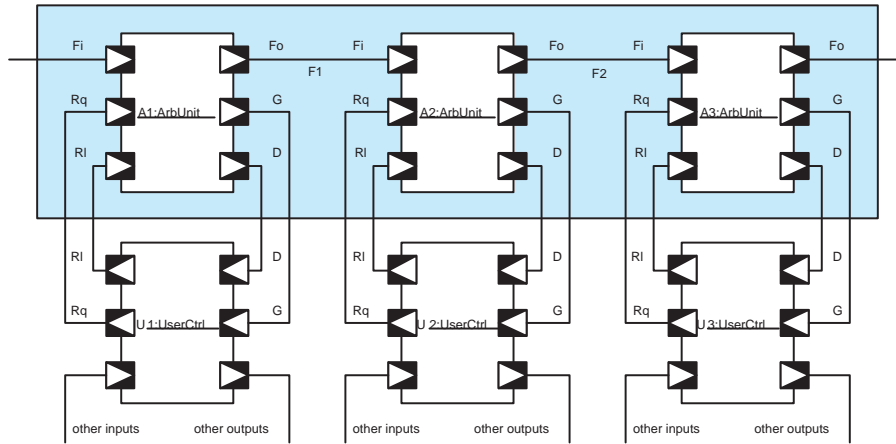 Fi Fo Fi Fo Fi Fo
F1 F2
Rq G Rq G Rq G
A1:ArbUnit A2:ArbUnit A3:ArbUnit
Rl D Rl D Rl D
Rl D Rl D Rl D
Rq G Rq G Rq G
U1:UserCtrl U2:UserCtrl U3:UserCtrl
other inputs other outputs other inputs other outputs other inputs other outputs